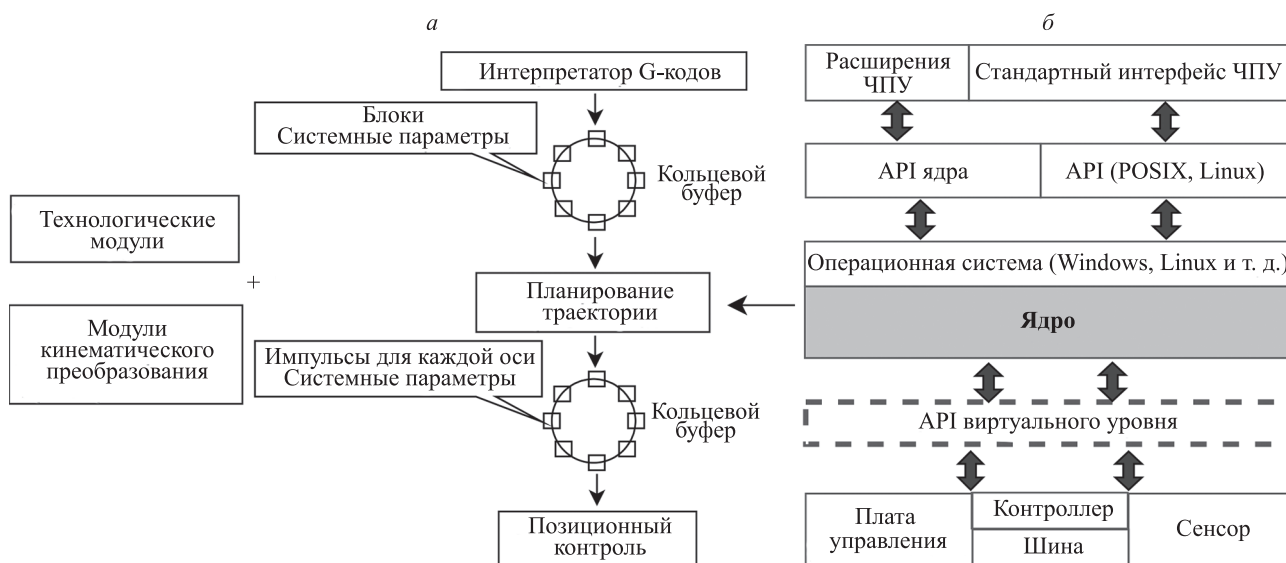 а
Интерпретатор G-кодов
Блоки
Системные параметры
Кольцевой
буфер
Технологические
модули
+
Модули
кинематического
преобразования
Планирование
траектории
Импульсы для каждой оси
Системные параметры
Кольцевой
буфер
Позиционный
контроль
б
Расширения
ЧПУ
Стандартный интерфейс ЧПУ
API ядра
API (POSIX, Linux)
Операционная система (Windows, Linux и т. д.)
Ядро
API виртуального уровня
Плата
управления
Контроллер
Шина
Сенсор